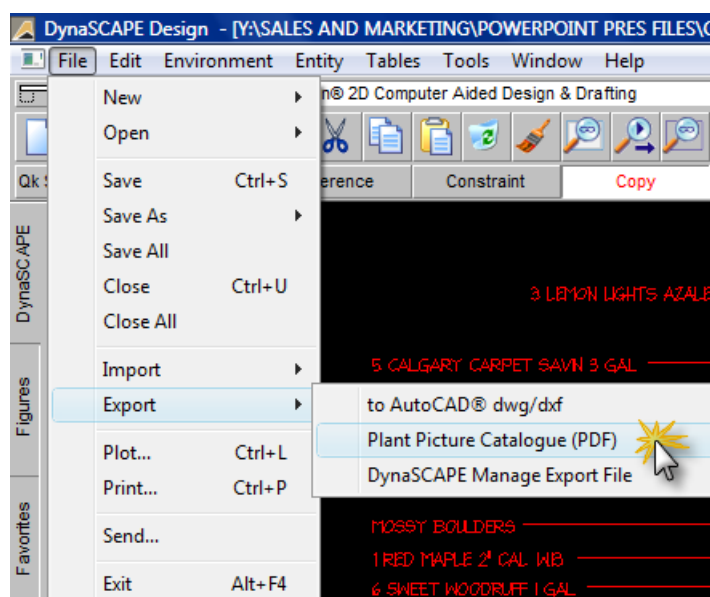 DynaSCAPE Design - [Y:\SALES AND MARKETING\POWERPOINT PRES FILES\
File Edit Environment Entity Tables Tools Window Help
® 2D Computer Aided Design & Drafting
Qk erence Constraint Copy
New
Open
Save Ctrl+S
Save As
Save All
Close Ctrl+U
Close All
Import
Export
Plot... Ctrl+L
Print... Ctrl+P
Send...
Exit Alt+F4
to AutoCAD® dwg/dxf
Plant Picture Catalogue (PDF)
DynaSCAPE Manage Export File
DynaSCAPE
Figures
Favorites
3 LEMON LIGHTS AZALE
5 CALGARY CARPET SAVN 3 GAL
MOSSY BOULDERS
1 RED MAPLE 2" CAL WB
6 SWEET WOODRUFF 1 GAL